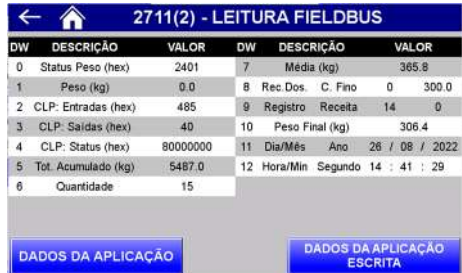 2711(2) - LEITURA FIELDBUS
DW DESCRIÇÃO VALOR DW DESCRIÇÃO VALOR
0 Status Peso (hex) 2401 7 Média (kg) 365.8
1 Peso (kg) 0.0 8 Rec.Dos. C. Fino 0 300.0
2 CLP: Entradas (hex) 485 9 Registro Receita 14 0
3 CLP: Saídas (hex) 40 10 Peso Final (kg) 306.4
4 CLP: Status (hex) 80000000 11 Dia/Mês Ano 26 / 08 / 2022
5 Tot. Acumulado (kg) 5487.0 12 Hora/Min Segundo 14 : 41 : 29
6 Quantidade 15
DADOS DA APLICAÇÃO
DADOS DA APLICAÇÃO
ESCRITA